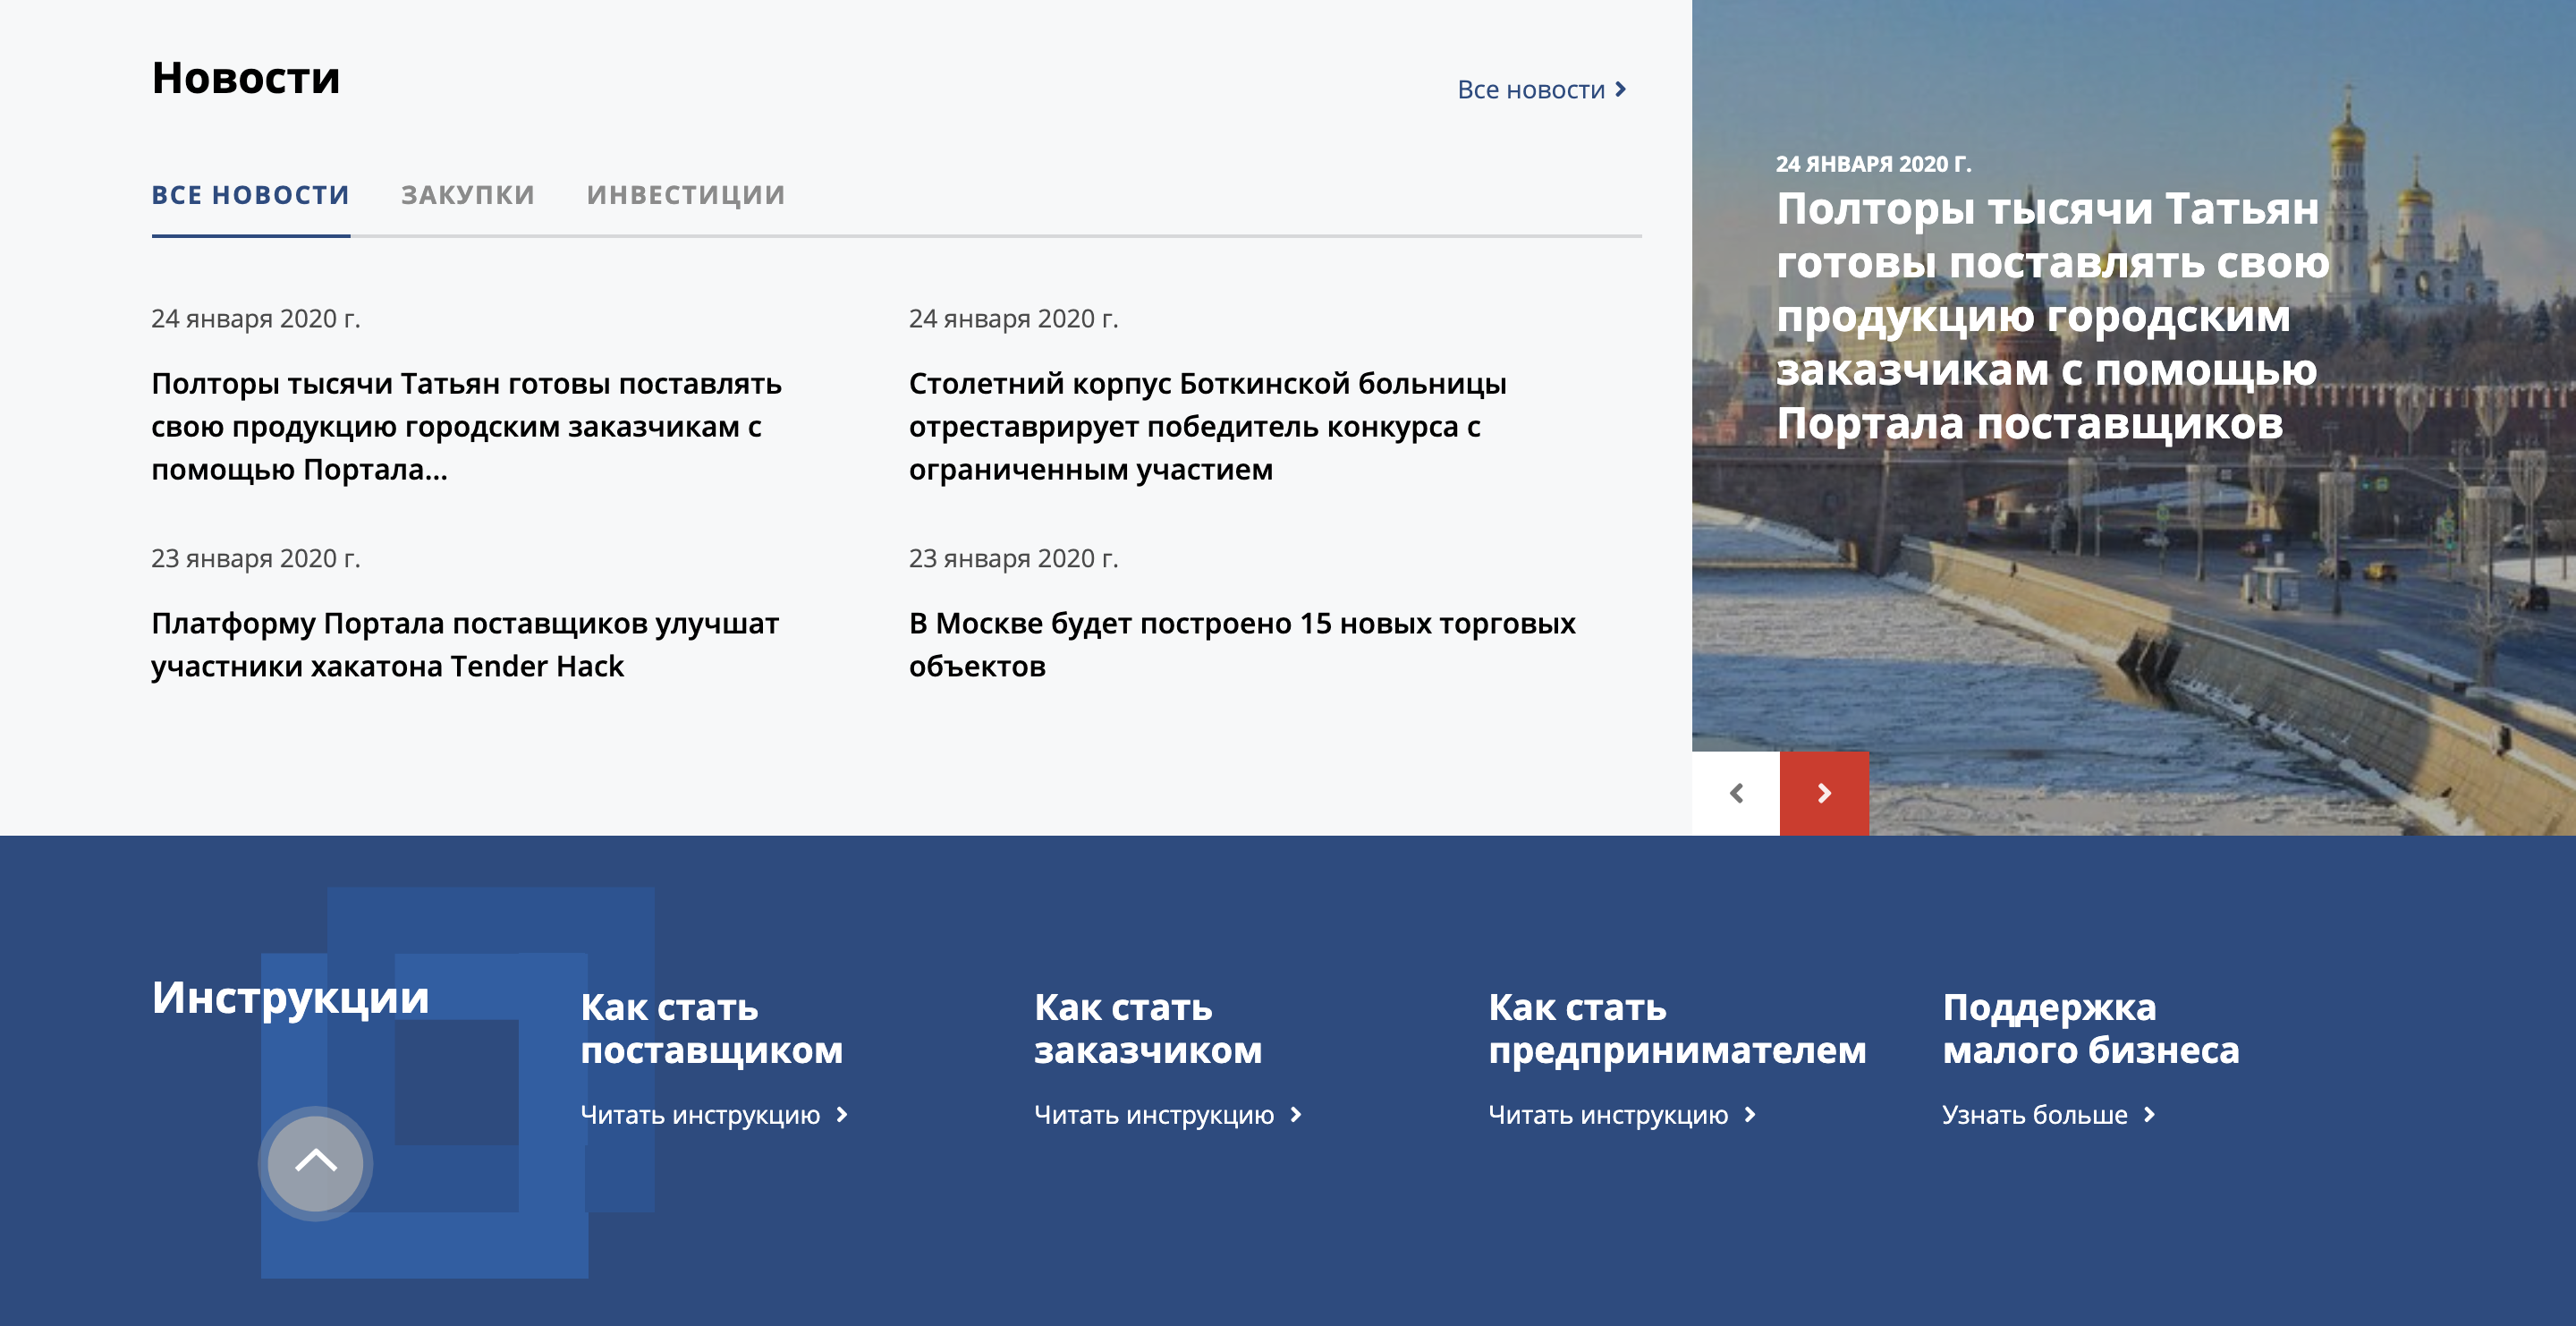 Новости
Все новости
ВСЕ НОВОСТИ
ЗАКУПКИ
ИНВЕСТИЦИИ
24 января 2020 г.
Полторы тысячи Татьян готовы поставлять
свою продукцию городским заказчикам с
помощью Портала...
24 января 2020 г.
Столетний корпус Боткинской больницы
отреставрирует победитель конкурса с
ограниченным участием
23 января 2020 г.
Платформу Портала поставщиков улучшат
участники хакатона Tender Hack
23 января 2020 г.
В Москве будет построено 15 новых торговых
объектов
24 ЯНВАРЯ 2020 Г.
Полторы тысячи Татьян
готовы поставлять свою
продукцию городским
заказчикам с помощью
Портала поставщиков
Инструкции
Как стать
поставщиком
Читать инструкцию
Как стать
заказчиком
Читать инструкцию
Как стать
предпринимателем
Читать инструкцию
Поддержка
малого бизнеса
Узнать больше